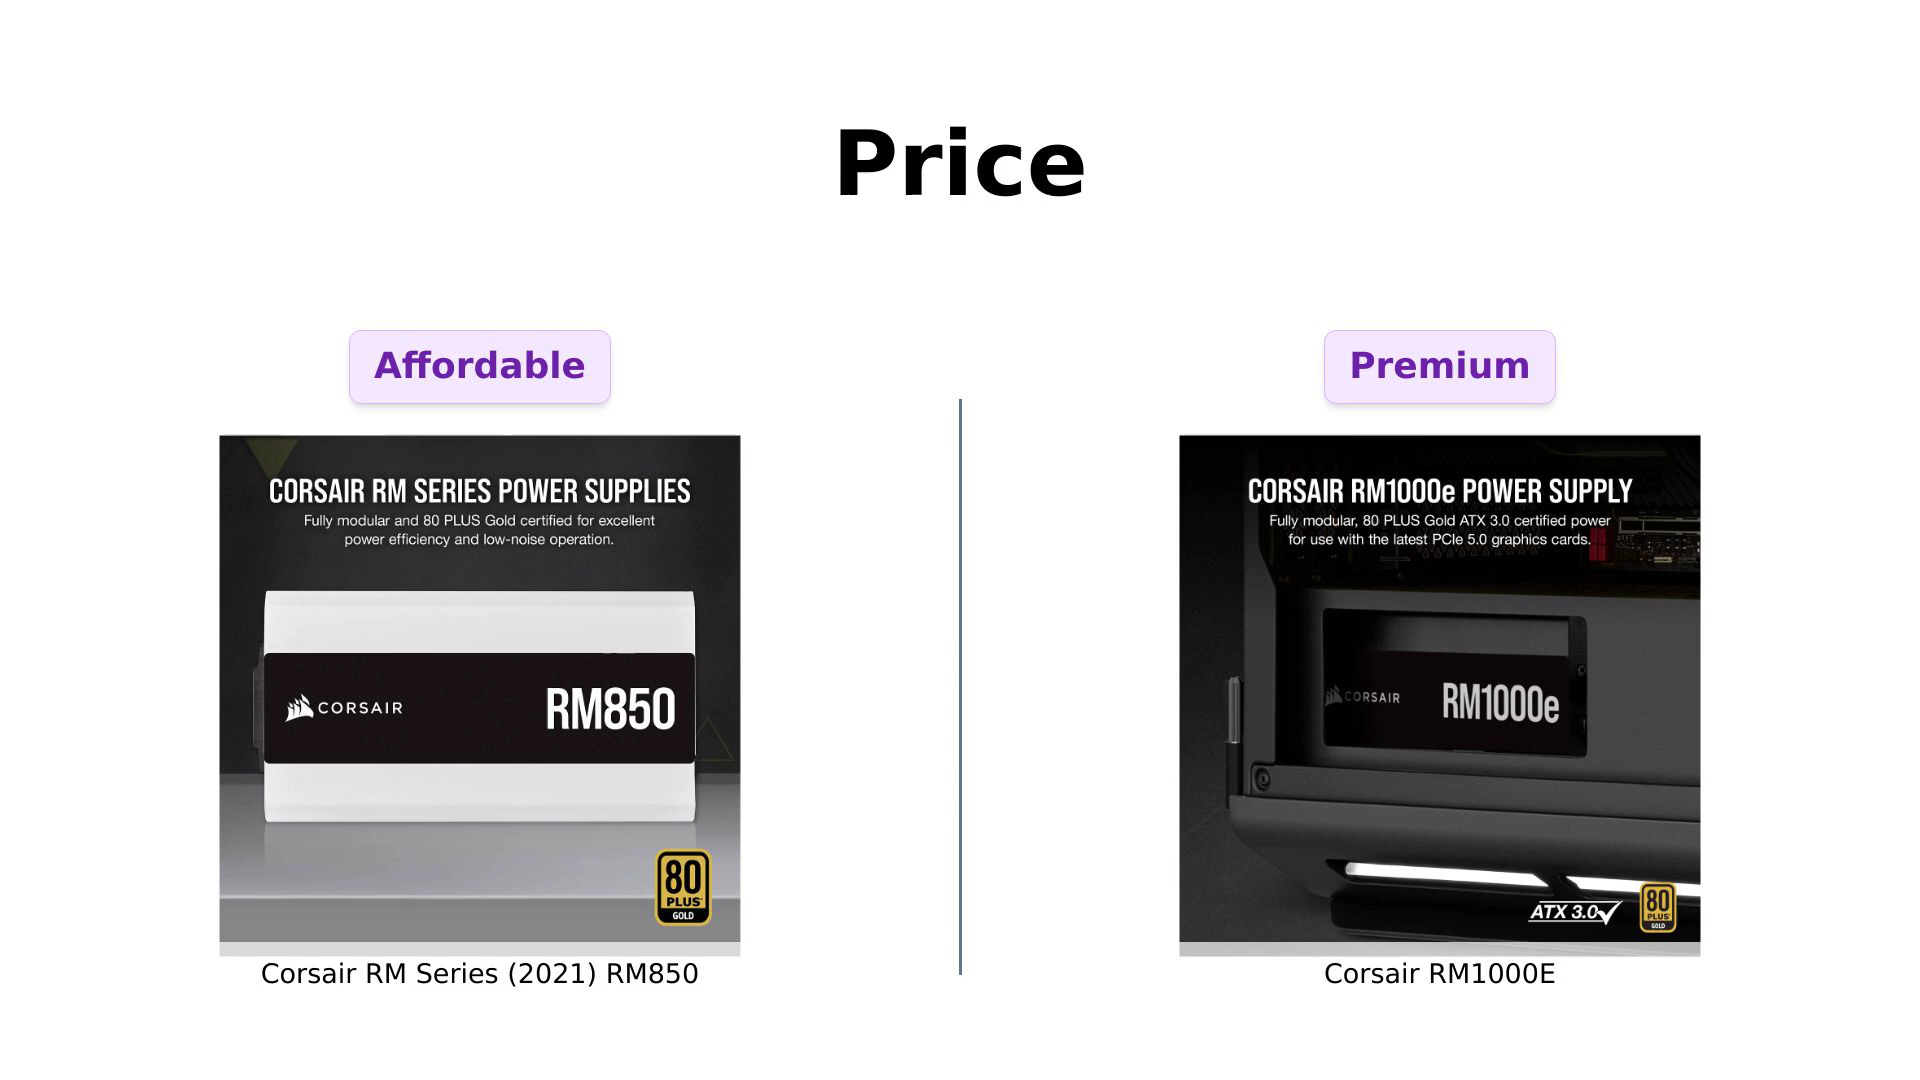 Price
Affordable
CORSAIR RM SERIES POWER SUPPLIES
Fully modular and 80 PLUS Gold certified for excellent
power efficiency and low-noise operation.
CORSAIR
RM850
80
PLUS
GOLD
Corsair RM Series (2021) RM850
Premium
CORSAIR RM1000e POWER SUPPLY
Fully modular, 80 PLUS Gold ATX 3.0 certified power
for use with the latest PCIe 5.0 graphics cards.
CORSAIR
RM1000e
ATX 3.0
80
PLUS
GOLD
Corsair RM1000E